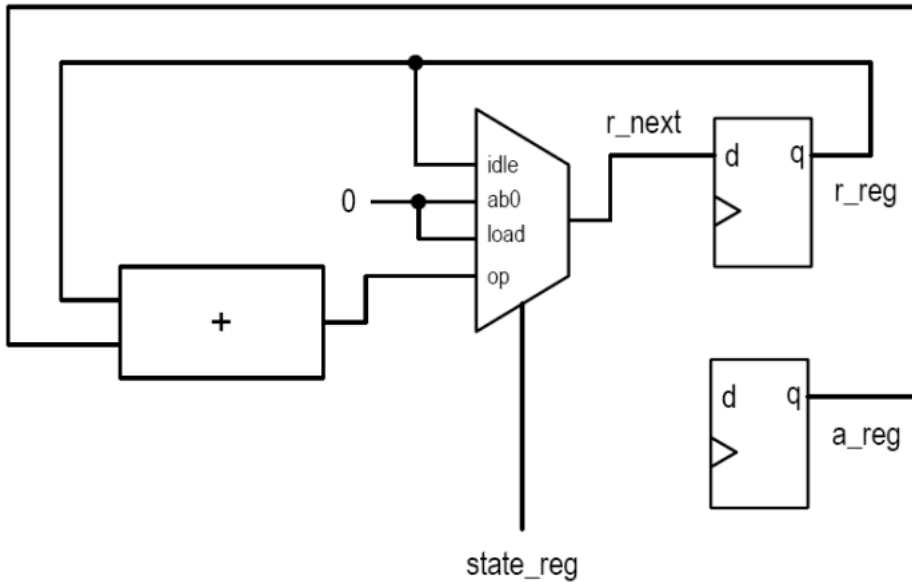 r_next
d
q
r_reg
idle
ab0
load
op
0
+
d
q
a_reg
state_reg